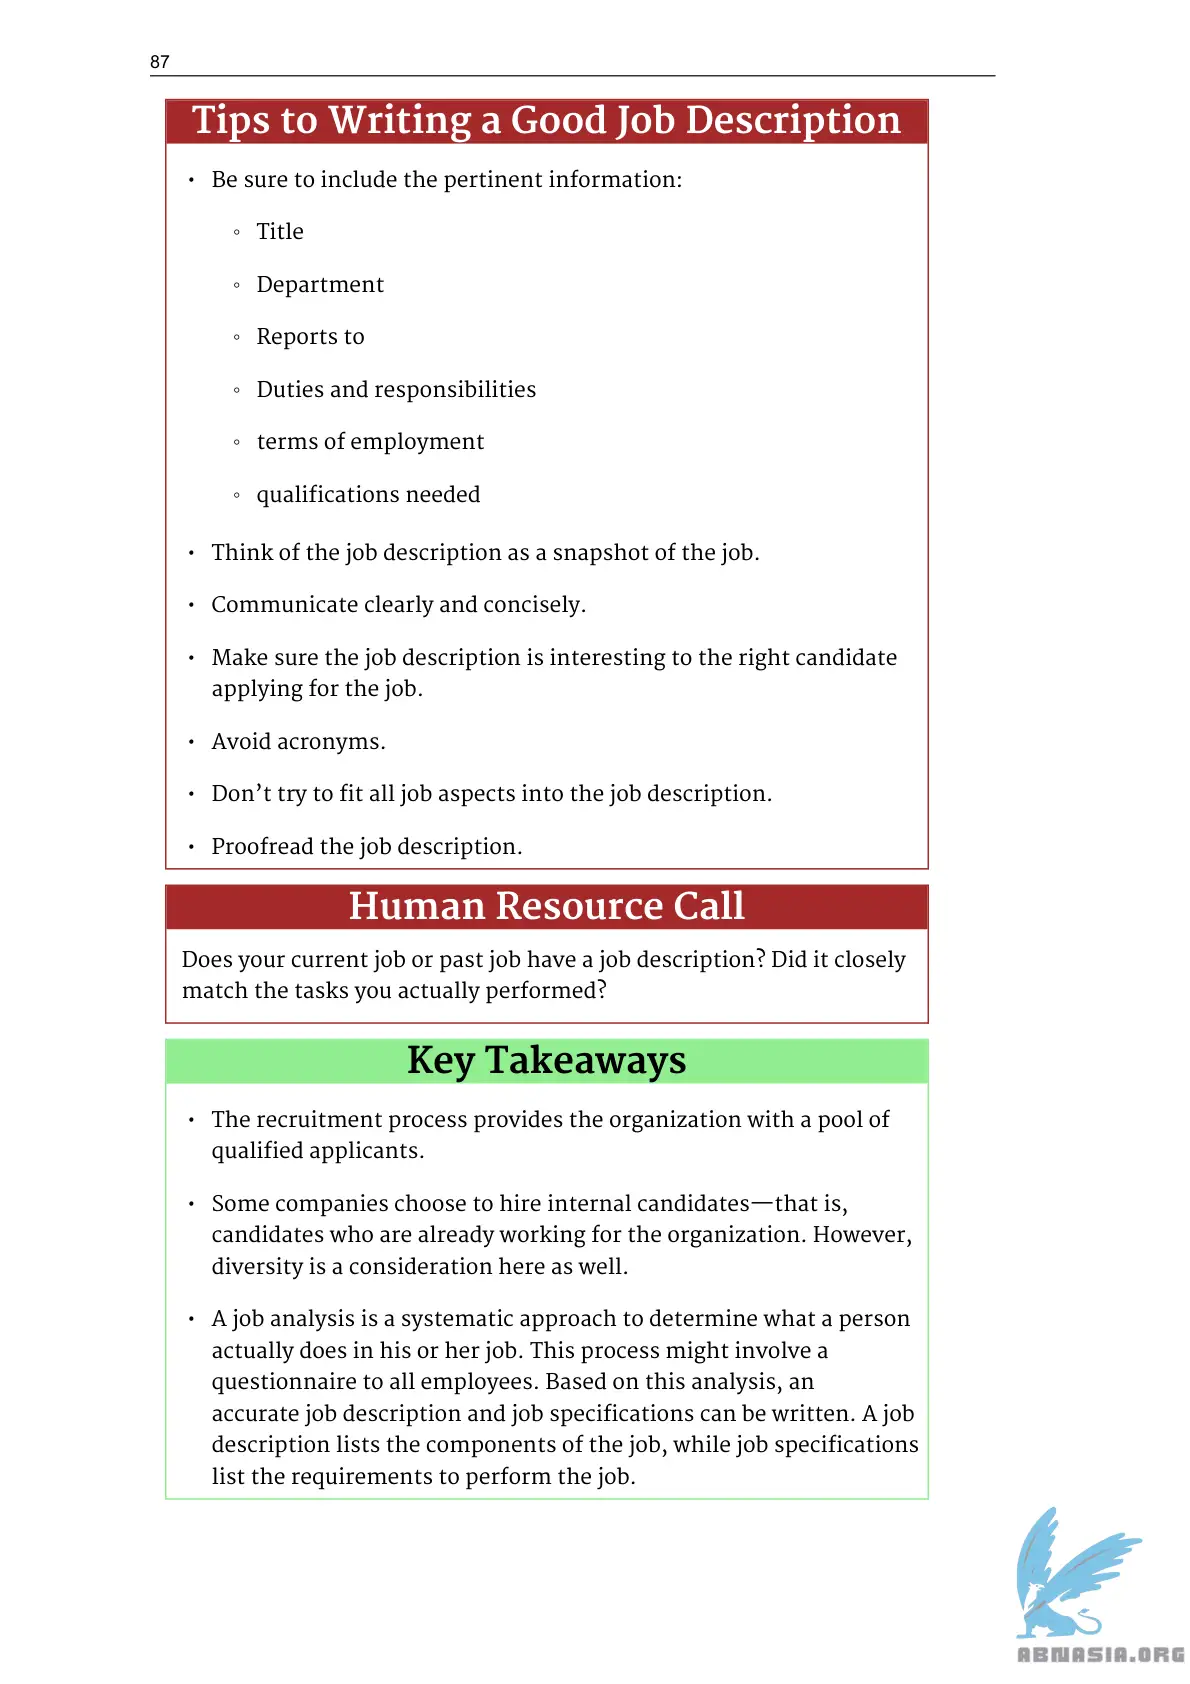 87
Tips to Writing a Good Job Description
• Be sure to include the pertinent information:
◦ Title
◦ Department
◦ Reports to
◦ Duties and responsibilities
◦ terms of employment
◦ qualifications needed
• Think of the job description as a snapshot of the job.
• Communicate clearly and concisely.
• Make sure the job description is interesting to the right candidate
applying for the job.
• Avoid acronyms.
• Don’t try to fit all job aspects into the job description.
• Proofread the job description.
Human Resource Call
Does your current job or past job have a job description? Did it closely
match the tasks you actually performed?
Key Takeaways
• The recruitment process provides the organization with a pool of
qualified applicants.
• Some companies choose to hire internal candidates—that is,
candidates who are already working for the organization. However,
diversity is a consideration here as well.
• A job analysis is a systematic approach to determine what a person
actually does in his or her job. This process might involve a
questionnaire to all employees. Based on this analysis, an
accurate job description and job specifications can be written. A job
description lists the components of the job, while job specifications
list the requirements to perform the job.
ABNASIA.ORG